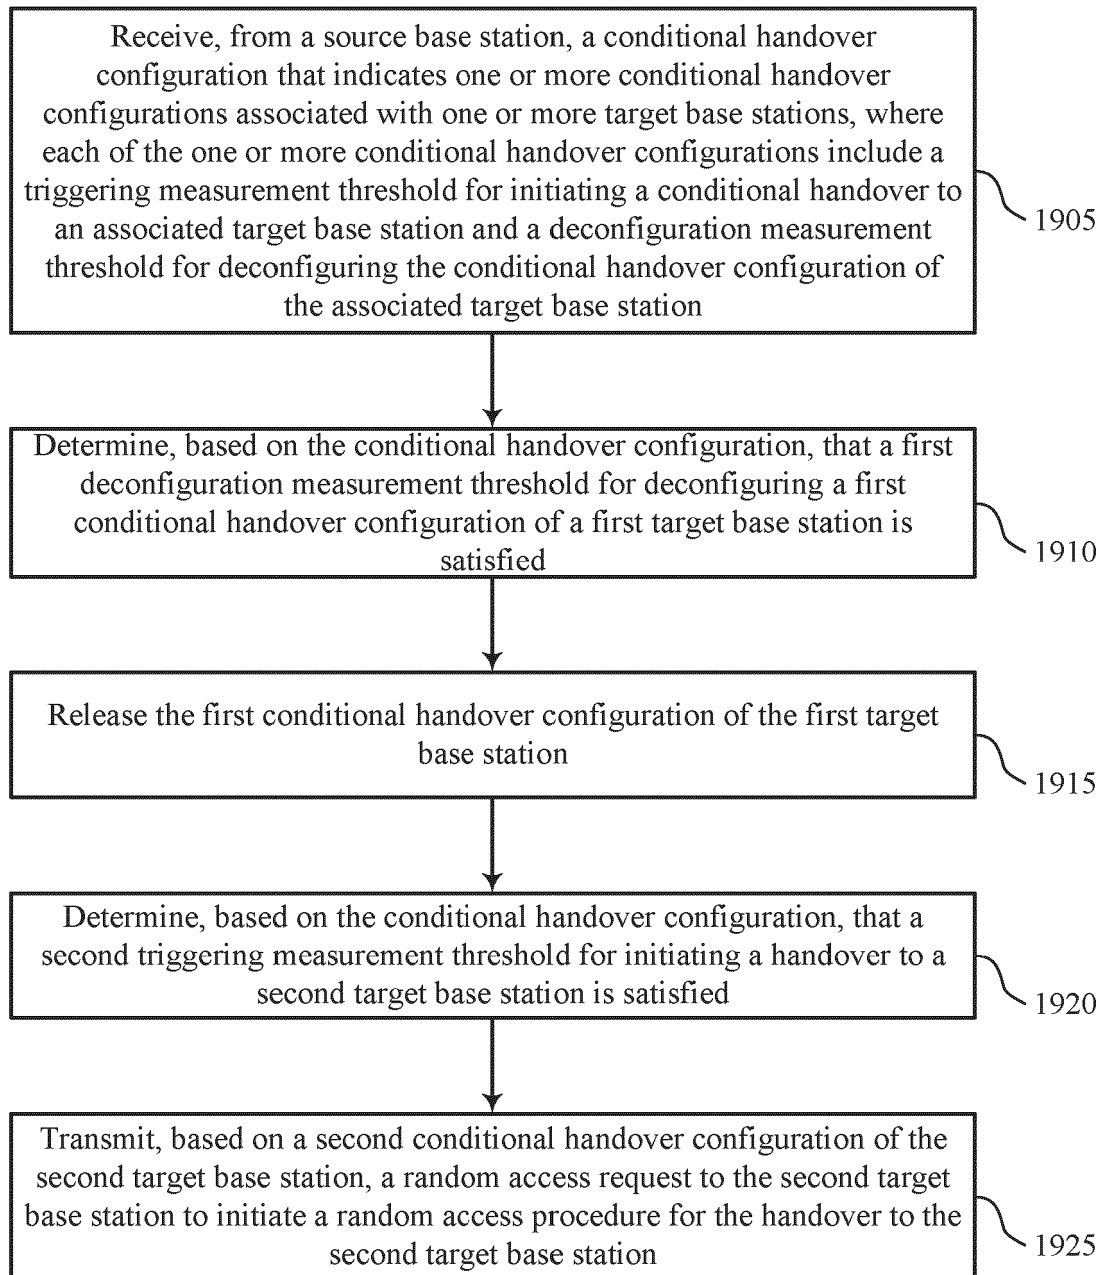 Receive, from a source base station, a conditional handover
configuration that indicates one or more conditional handover
configurations associated with one or more target base stations, where
each of the one or more conditional handover configurations include a
triggering measurement threshold for initiating a conditional handover to
an associated target base station and a deconfiguration measurement
threshold for deconfiguring the conditional handover configuration of
the associated target base station
1905
Determine, based on the conditional handover configuration, that a first
deconfiguration measurement threshold for deconfiguring a first
conditional handover configuration of a first target base station is
satisfied
1910
Release the first conditional handover configuration of the first target
base station
1915
Determine, based on the conditional handover configuration, that a
second triggering measurement threshold for initiating a handover to a
second target base station is satisfied
1920
Transmit, based on a second conditional handover configuration of the
second target base station, a random access request to the second target
base station to initiate a random access procedure for the handover to the
second target base station
1925